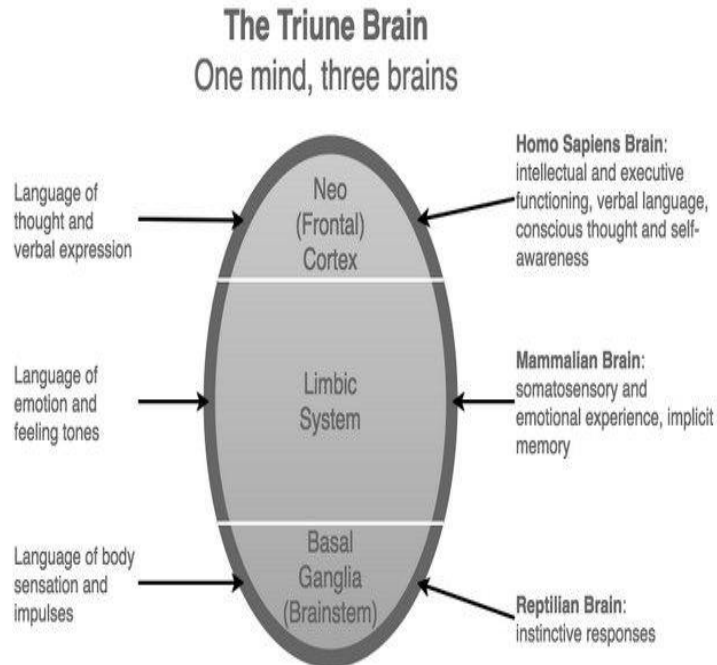 The Triune Brain
One mind, three brains
Language of
thought and
verbal expression
Neo
(Frontal)
Cortex
Homo Sapiens Brain:
intellectual and executive
functioning, verbal language,
conscious thought and self-
awareness
Language of
emotion and
feeling tones
Limbic
System
Mammalian Brain:
somatosensory and
emotional experience, implicit
memory
Language of body
sensation and
impulses
Basal
Ganglia
(Brainstem)
Reptilian Brain:
instinctive responses